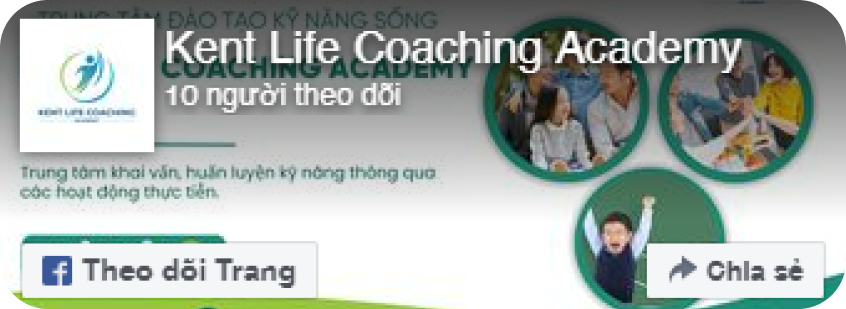 TRUNG TÂM ĐÀO TẠO KỸ NĂNG SỐNG
Kent Life Coaching Academy
COACHING ACADEMY
10 người theo dõi
KENT LIFE COACHING
Trung tâm khai vấn, huấn luyện kỹ năng thông qua
các hoạt động thực tiễn.
Theo dõi Trang
Chia sẻ